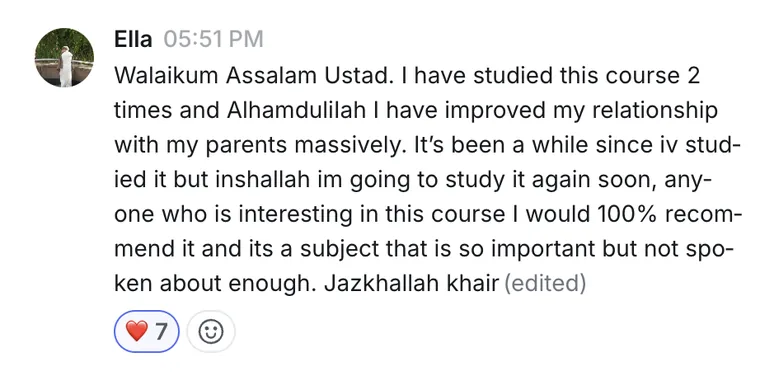 Ella 05:51 PM
Walaikum Assalam Ustad. I have studied this course 2
times and Alhamdulilah I have improved my relationship
with my parents massively. It’s been a while since iv stud-
ied it but inshallah im going to study it again soon, any-
one who is interesting in this course I would 100% recom-
mend it and its a subject that is so important but not spo-
ken about enough. Jazkhallah khair (edited)
❤️ 7